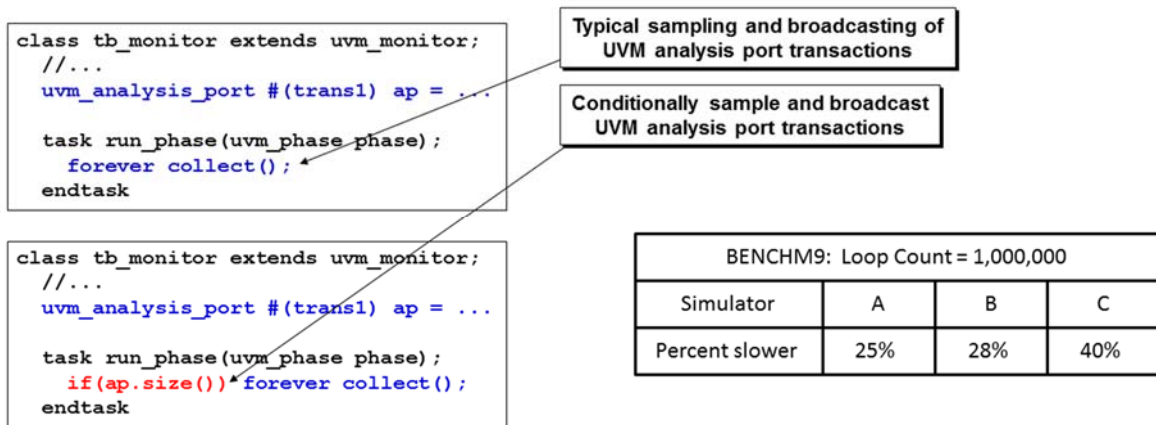 class tb_monitor extends uvm_monitor;
//...
uvm_analysis_port #(trans1) ap = ...
task run_phase(uvm_phase phase);
forever collect();
endtask
Typical sampling and broadcasting of
UVM analysis port transactions
Conditionally sample and broadcast
UVM analysis port transactions
class tb_monitor extends uvm_monitor;
//...
uvm_analysis_port #(trans1) ap = ...
task run_phase(uvm_phase phase);
if(ap.size()) forever collect();
endtask
BENCHM9: Loop Count = 1,000,000
Simulator A B C
Percent slower 25% 28% 40%